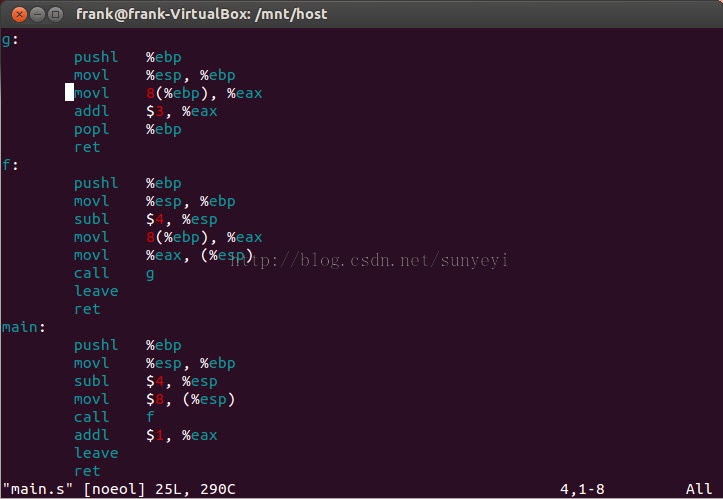 frank@frank-VirtualBox: /mnt/host
g:
pushl %ebp
movl %esp, %ebp
movl 8(%ebp), %eax
addl $3, %eax
popl %ebp
ret
f:
pushl %ebp
movl %esp, %ebp
subl $4, %esp
movl 8(%ebp), %eax
movl %eax, (%esp)
http://blog.csdn.net/sunyeyi
call g
leave
ret
main:
pushl %ebp
movl %esp, %ebp
subl $4, %esp
movl $8, (%esp)
call f
addl $1, %eax
leave
ret
"main.s" [noeol] 25L, 290C 4,1-8 All